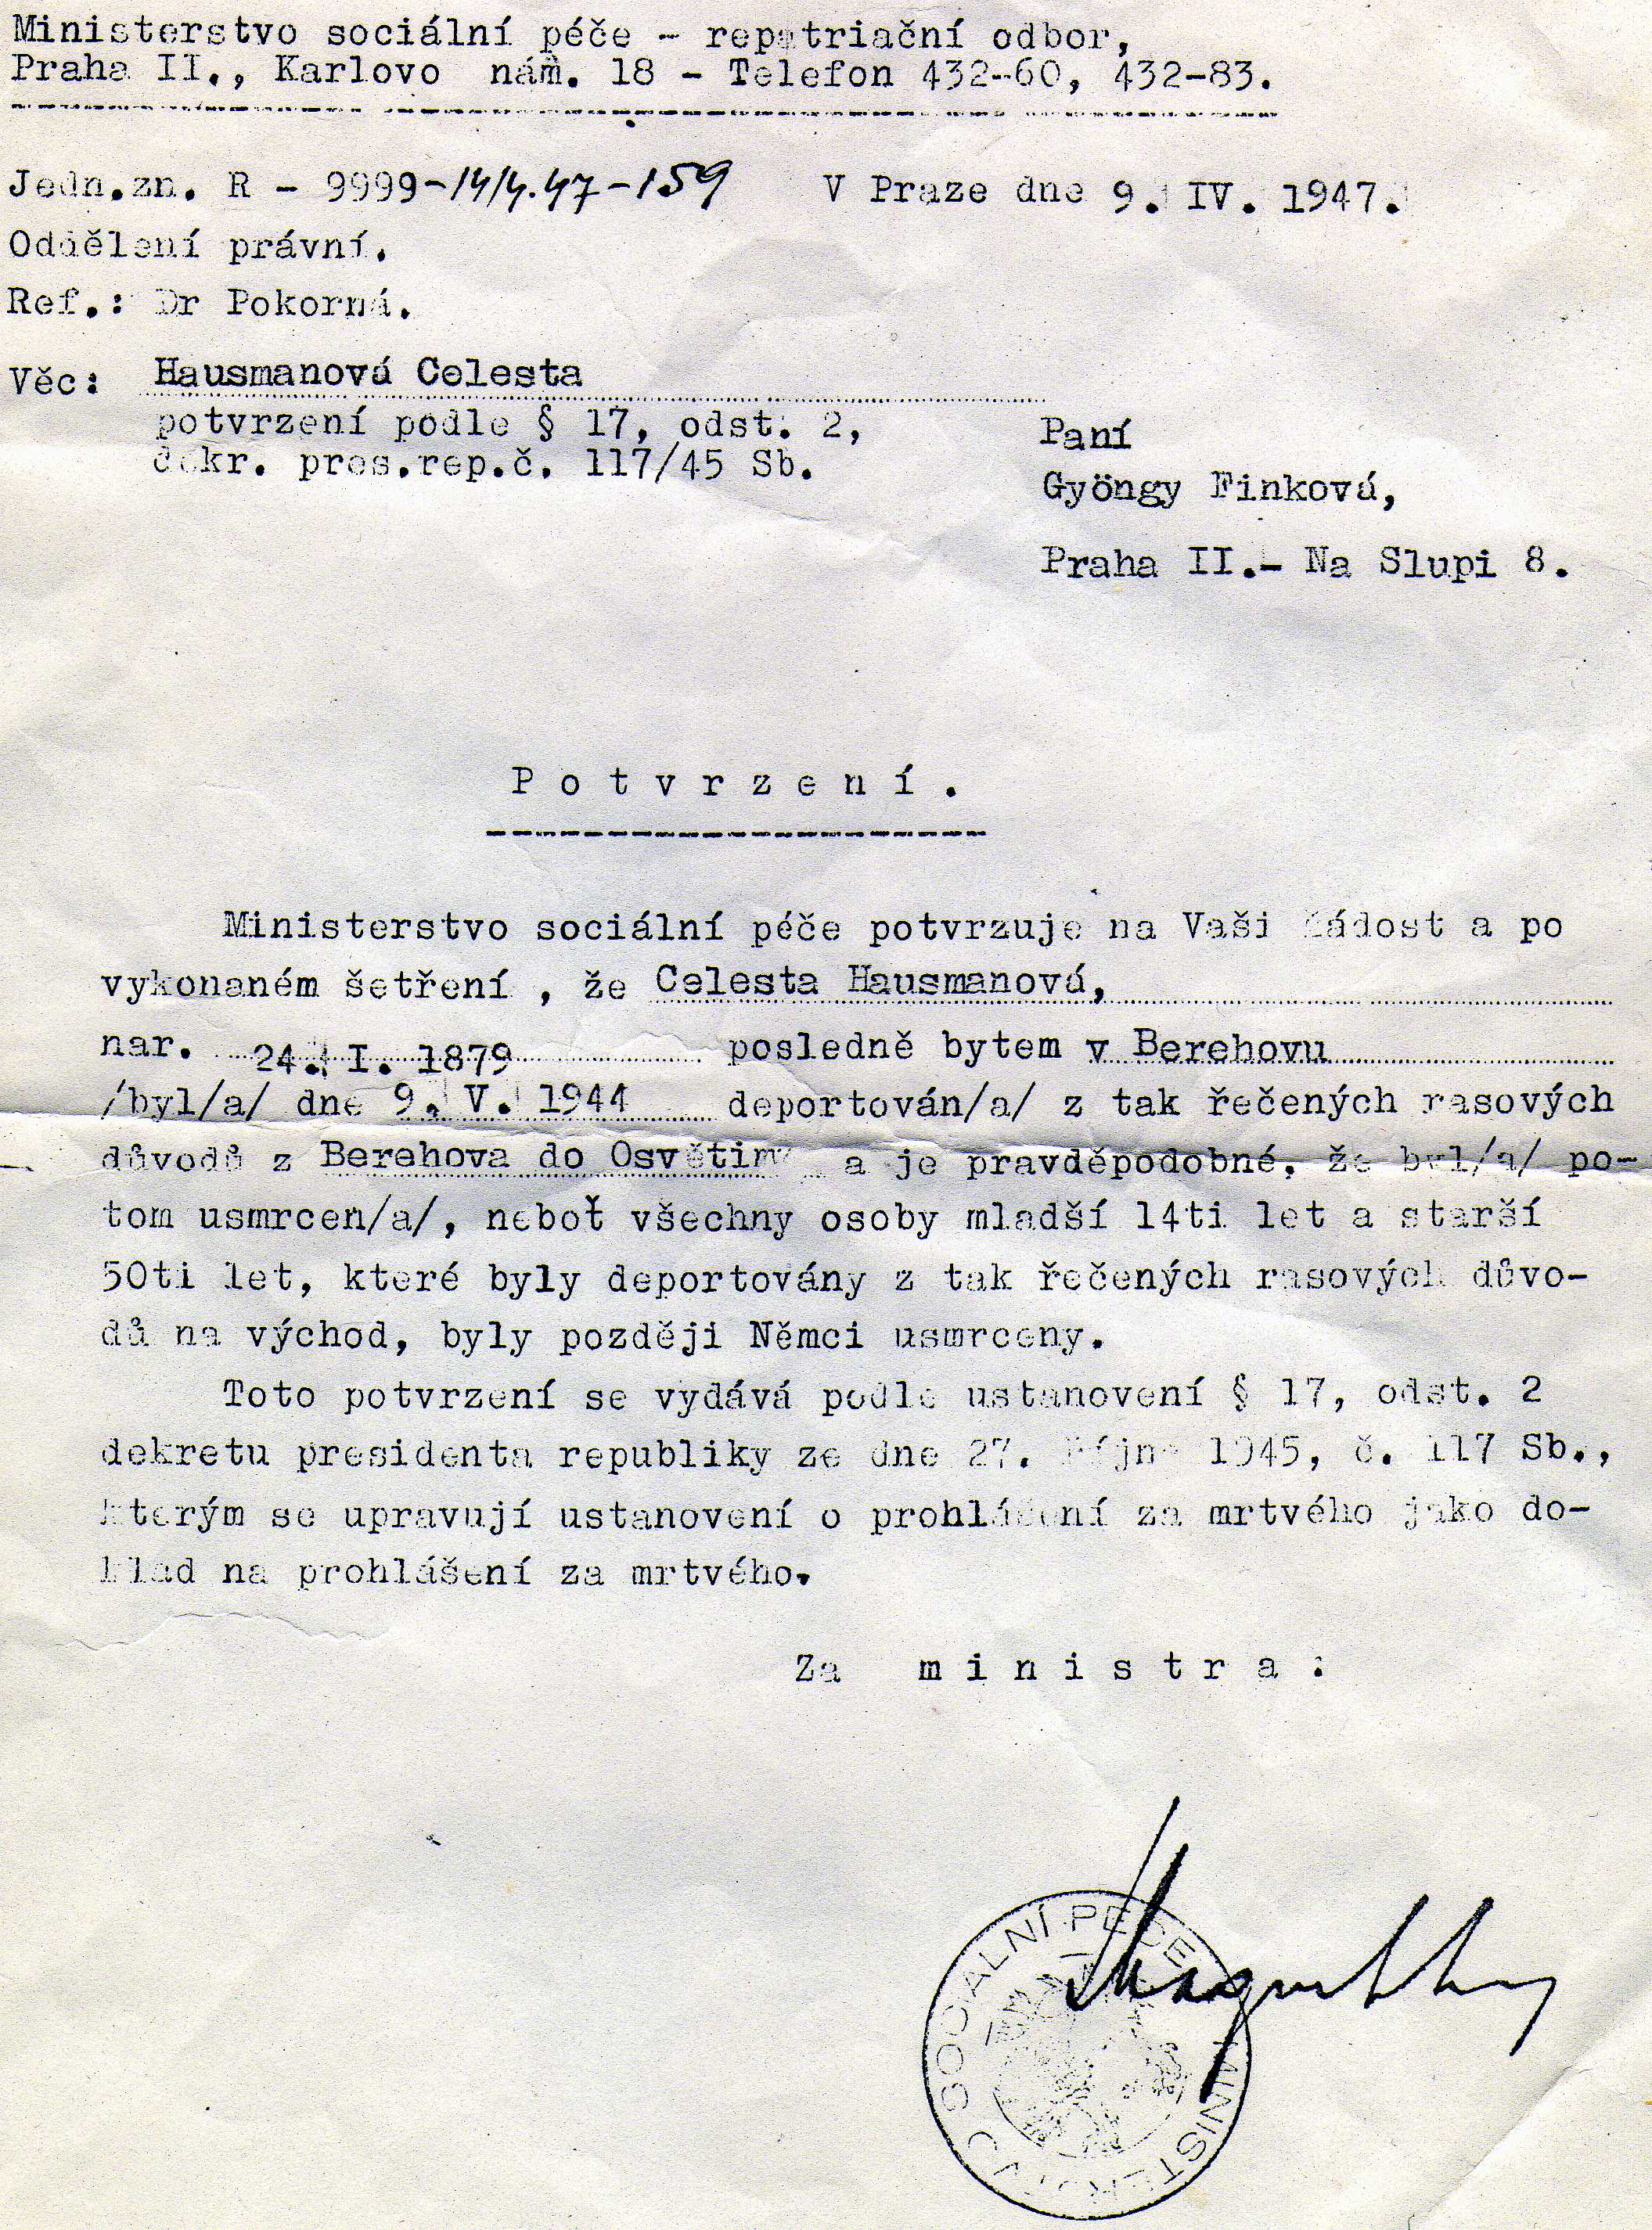 Ministerstvo sociální péče - repatriační odbor,
Praha II., Karlovo nám. 18 - Telefon 432-60, 432-83.
Jedn.zn. R - 9999-14/4.47-159 V Praze dne 9. IV. 1947.
Oddělení právní.
Ref.: Dr Pokorná.
Věc: Hausmanová Celesta
potvrzení podle § 17, odst. 2,
dekr. pres.rep.č. 117/45 Sb.
Paní
Gyöngy Finková,
Praha II.- Na Slupi 8.
Potvrzení.
Ministerstvo sociální péče potvrzuje na Vaši žádost a po
vykonaném šetření , že Celesta Hausmanová,
nar. 24. I. 1879 posledně bytem v Berehovu
/byl/a/ dne 9. V. 1944 deportován/a/ z tak řečených rasových
důvodů z Berehova do Osvětimy a je pravděpodobné, že byl/a/ po-
tom usmrcen/a/, neboť všechny osoby mladší 14ti let a starší
50ti let, které byly deportovány z tak řečených rasových důvo-
dů na východ, byly později Němci usmrceny.
Toto potvrzení se vydává podle ustanovení § 17, odst. 2
dekretu presidenta republiky ze dne 27. října 1945, č. 117 Sb.,
kterým se upravují ustanovení o prohlášení za mrtvého jako do-
klad na prohlášení za mrtvého.
Za ministra:
MINISTERSTVO SOCIÁLNÍ PÉČE